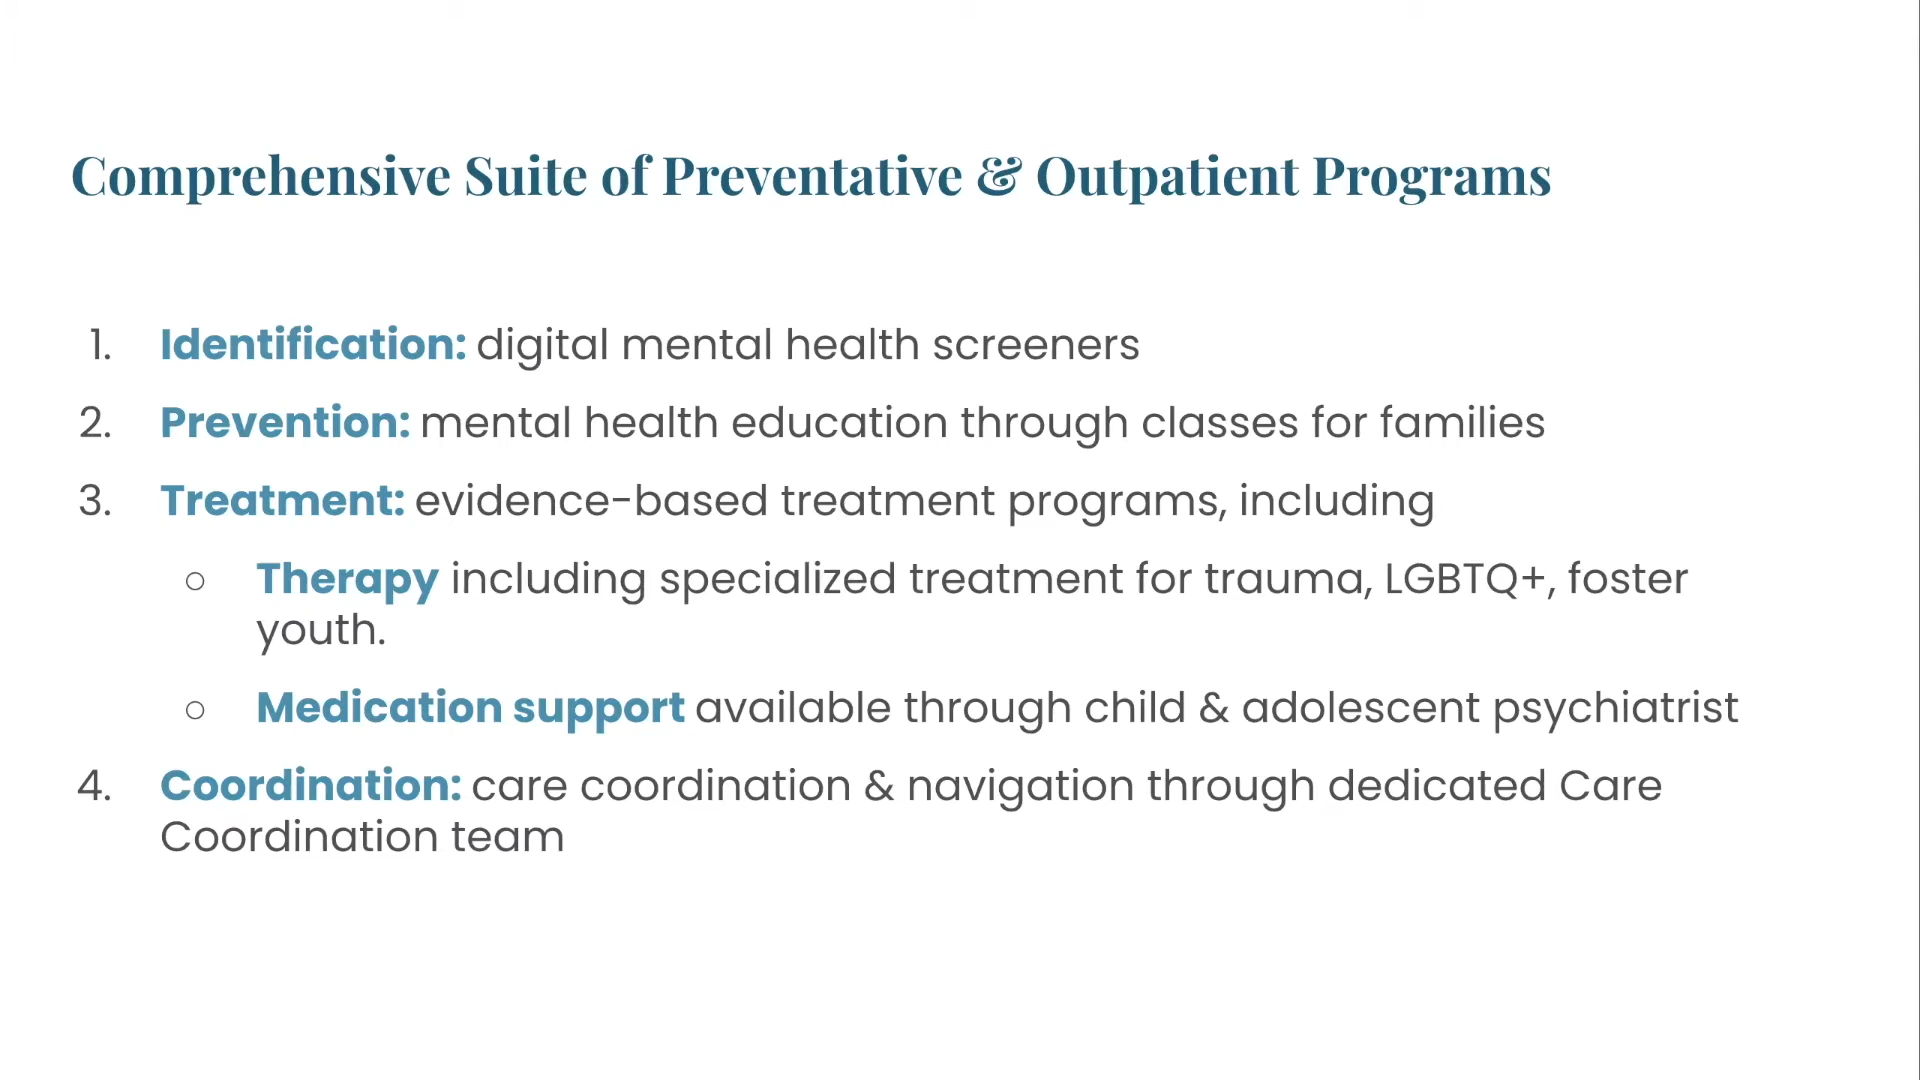 Comprehensive Suite of Preventative & Outpatient Programs
1. Identification: digital mental health screeners
2. Prevention: mental health education through classes for families
3. Treatment: evidence-based treatment programs, including
○ Therapy including specialized treatment for trauma, LGBTQ+, foster
youth.
○ Medication support available through child & adolescent psychiatrist
4. Coordination: care coordination & navigation through dedicated Care
Coordination team